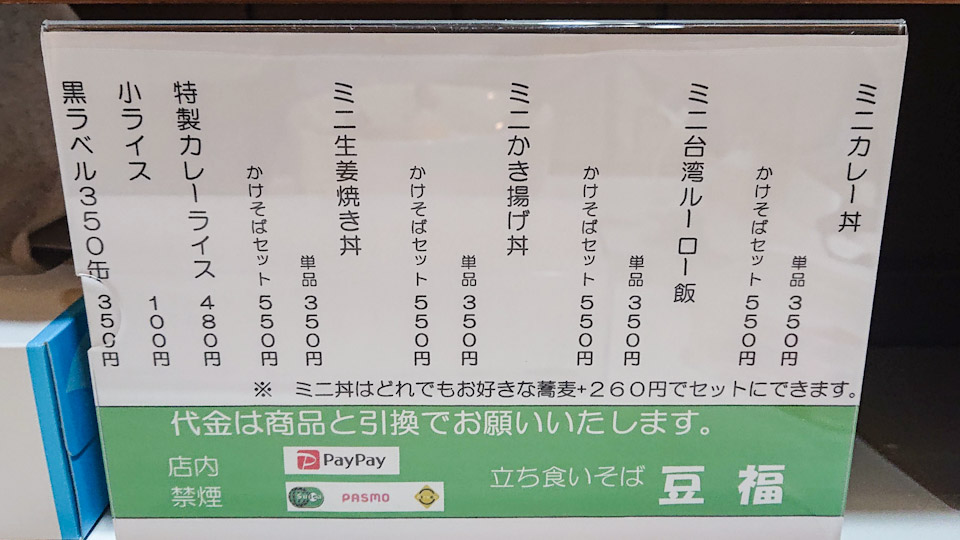 ミニカレー丼
単品 350円
かけそばセット 550円
ミニ台湾ルーロー飯
単品 350円
かけそばセット 550円
ミニかき揚げ丼
単品 350円
かけそばセット 550円
ミニ生姜焼き丼
単品 350円
かけそばセット 550円
特製カレーライス 480円
小ライス 100円
黒ラベル350缶 350円
※ ミニ丼はどれでもお好きな蕎麦+260円でセットにできます。
代金は商品と引換でお願いいたします。
店内
禁煙
PayPay
Suica PASMO
立ち食いそば 豆福